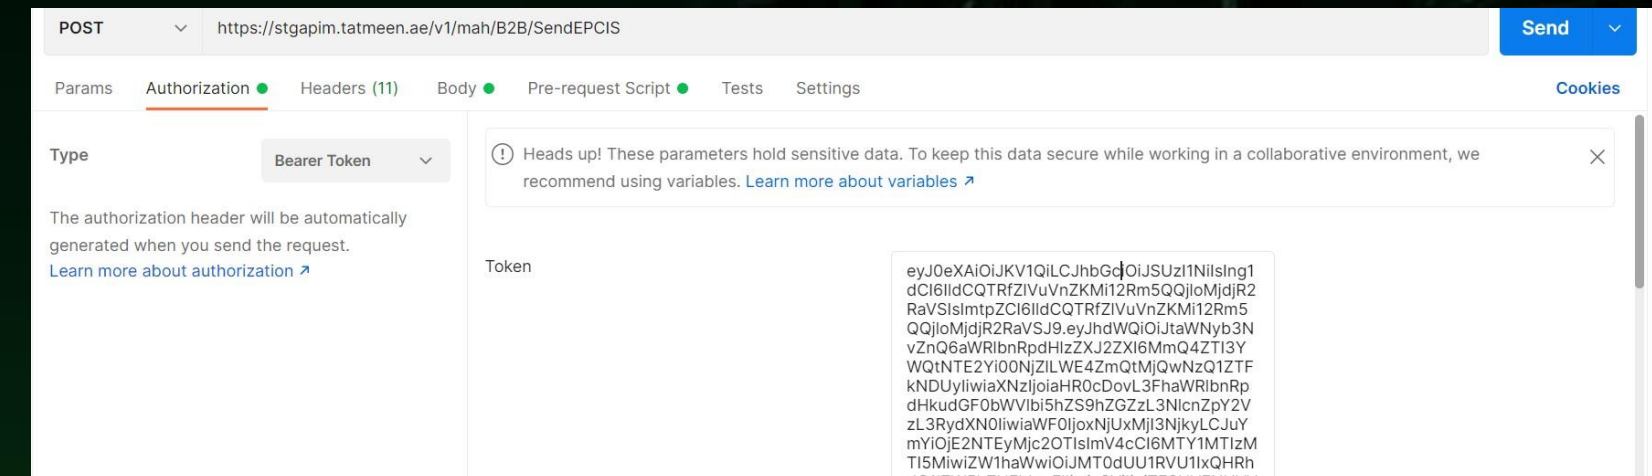 POST
https://stgapim.tatmeen.ae/v1/mah/B2B/SendEPCIS
Send
Params Authorization Headers (11) Body Pre-request Script Tests Settings Cookies
Type
Bearer Token
The authorization header will be automatically
generated when you send the request.
Learn more about authorization ↗
Heads up! These parameters hold sensitive data. To keep this data secure while working in a collaborative environment, we
recommend using variables. Learn more about variables ↗
Token
eyJ0eXAiOiJKV1QiLCJhbGciOiJSUzI1NiIsIng1
dCI6IldCQTRfZlVuVnZKMi12Rm5QQjloMjdjR2
RaVSIsImtpZCI6IldCQTRfZlVuVnZKMi12Rm5
QQjloMjdjR2RaVSJ9.eyJhdWQiOiJtaWNyb3N
vZnQ6aWRlbnRpdHlzZXJ2ZXI6MmQ4ZTI3Y
WQtNTE2Yi00NjZlLWE4ZmQtMjQwNzQ1ZTF
kNDUyIiwiaXNzIjoiaHR0cDovL3FhaWRlbnRp
dHkudGF0bWVlbi5hZS9hZGZzL3NlcnZpY2V
zL3RydXN0IiwiaWF0IjoxNjUxMjI3NjkyLCJuY
mYiOjE2NTEyMjc2OTIsImV4cCI6MTY1MTIzM
TI5MiwiZW1haWwiOiJMT0dUU1RVU1IxQHRh